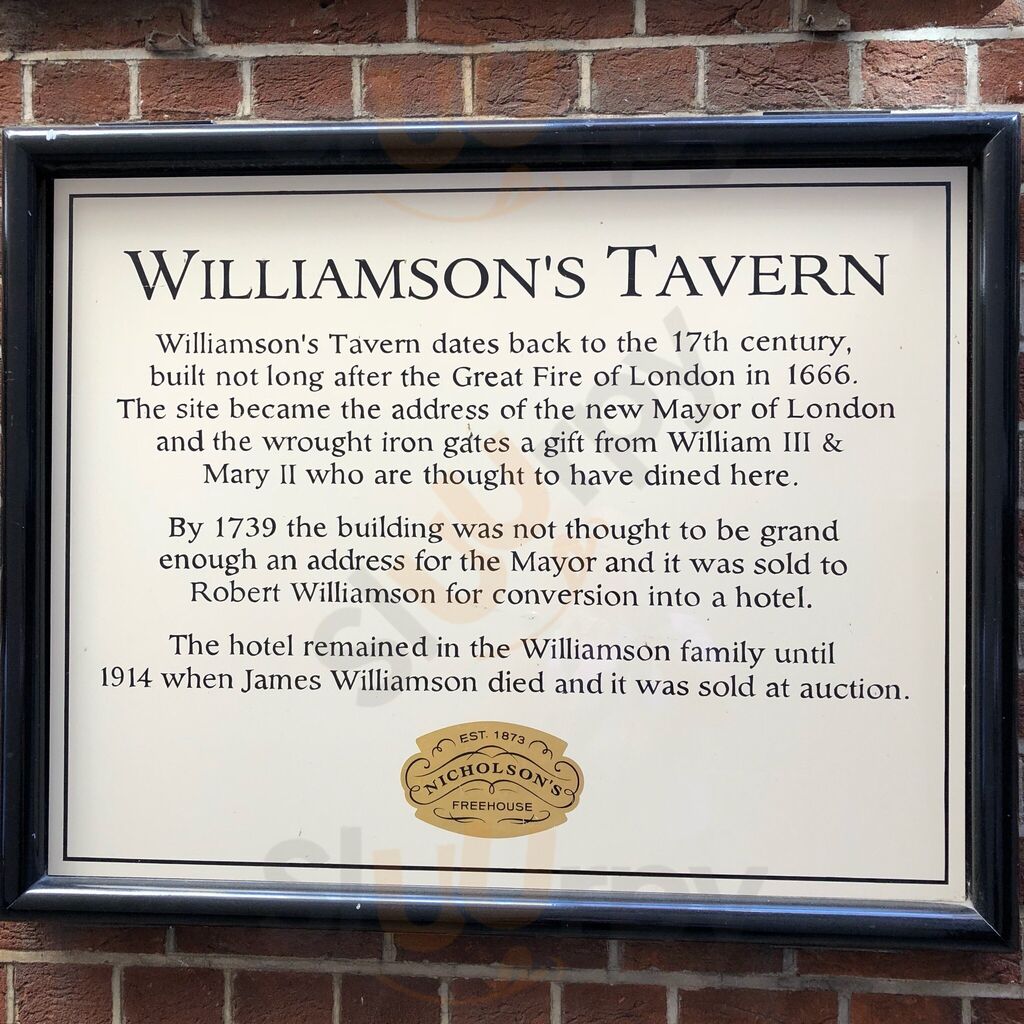 WILLIAMSON'S TAVERN
Williamson's Tavern dates back to the 17th century,
built not long after the Great Fire of London in 1666.
The site became the address of the new Mayor of London
and the wrought iron gates a gift from William III &
Mary II who are thought to have dined here.
By 1739 the building was not thought to be grand
enough an address for the Mayor and it was sold to
Robert Williamson for conversion into a hotel.
The hotel remained in the Williamson family until
1914 when James Williamson died and it was sold at auction.
EST. 1873
NICHOLSON'S
FREEHOUSE
slurpy
slurpy